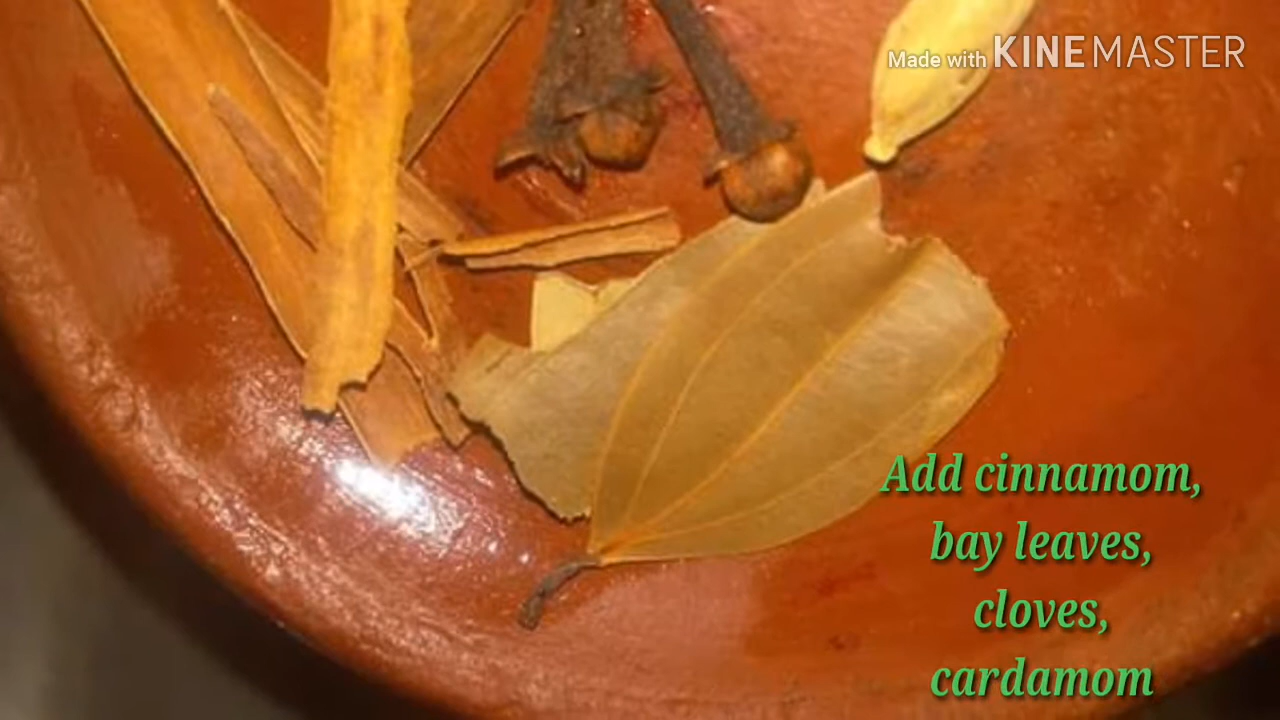 Made with KINEMASTER
Add cinnamom,
bay leaves,
cloves,
cardamom